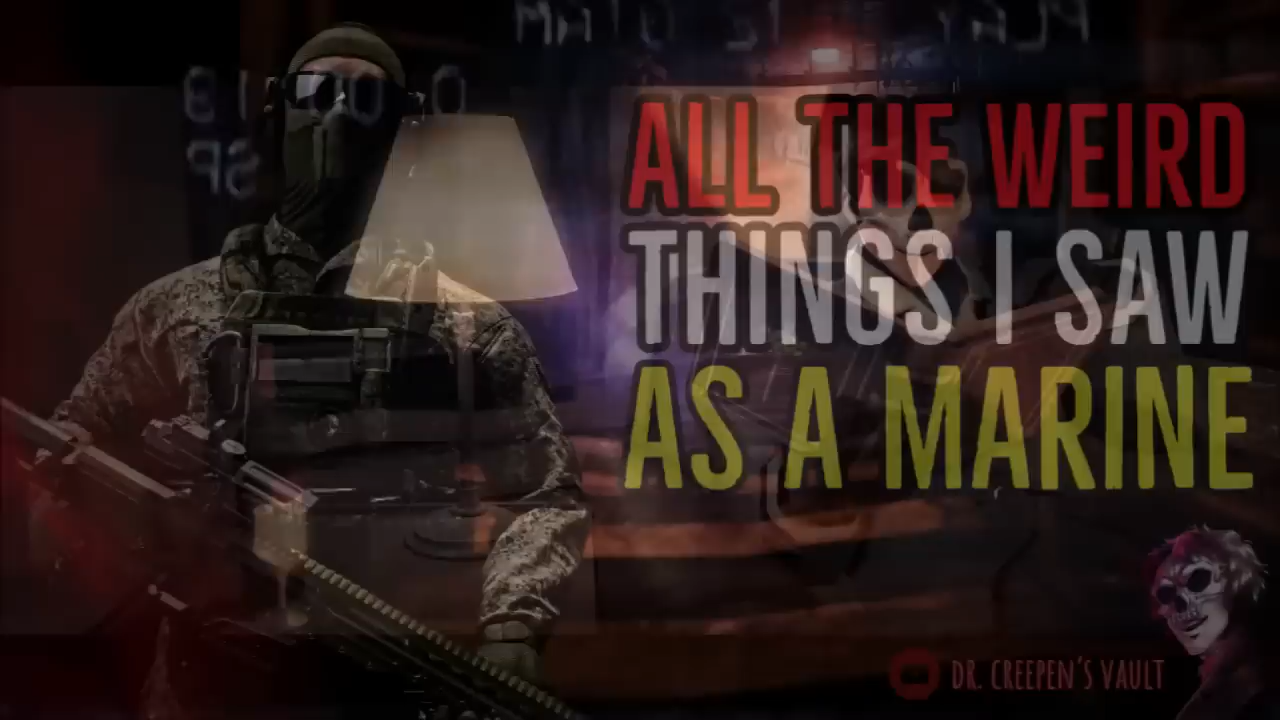 ALL THE WEIRD
THINGS I SAW
AS A MARINE
DR. CREEPEN'S VAULT